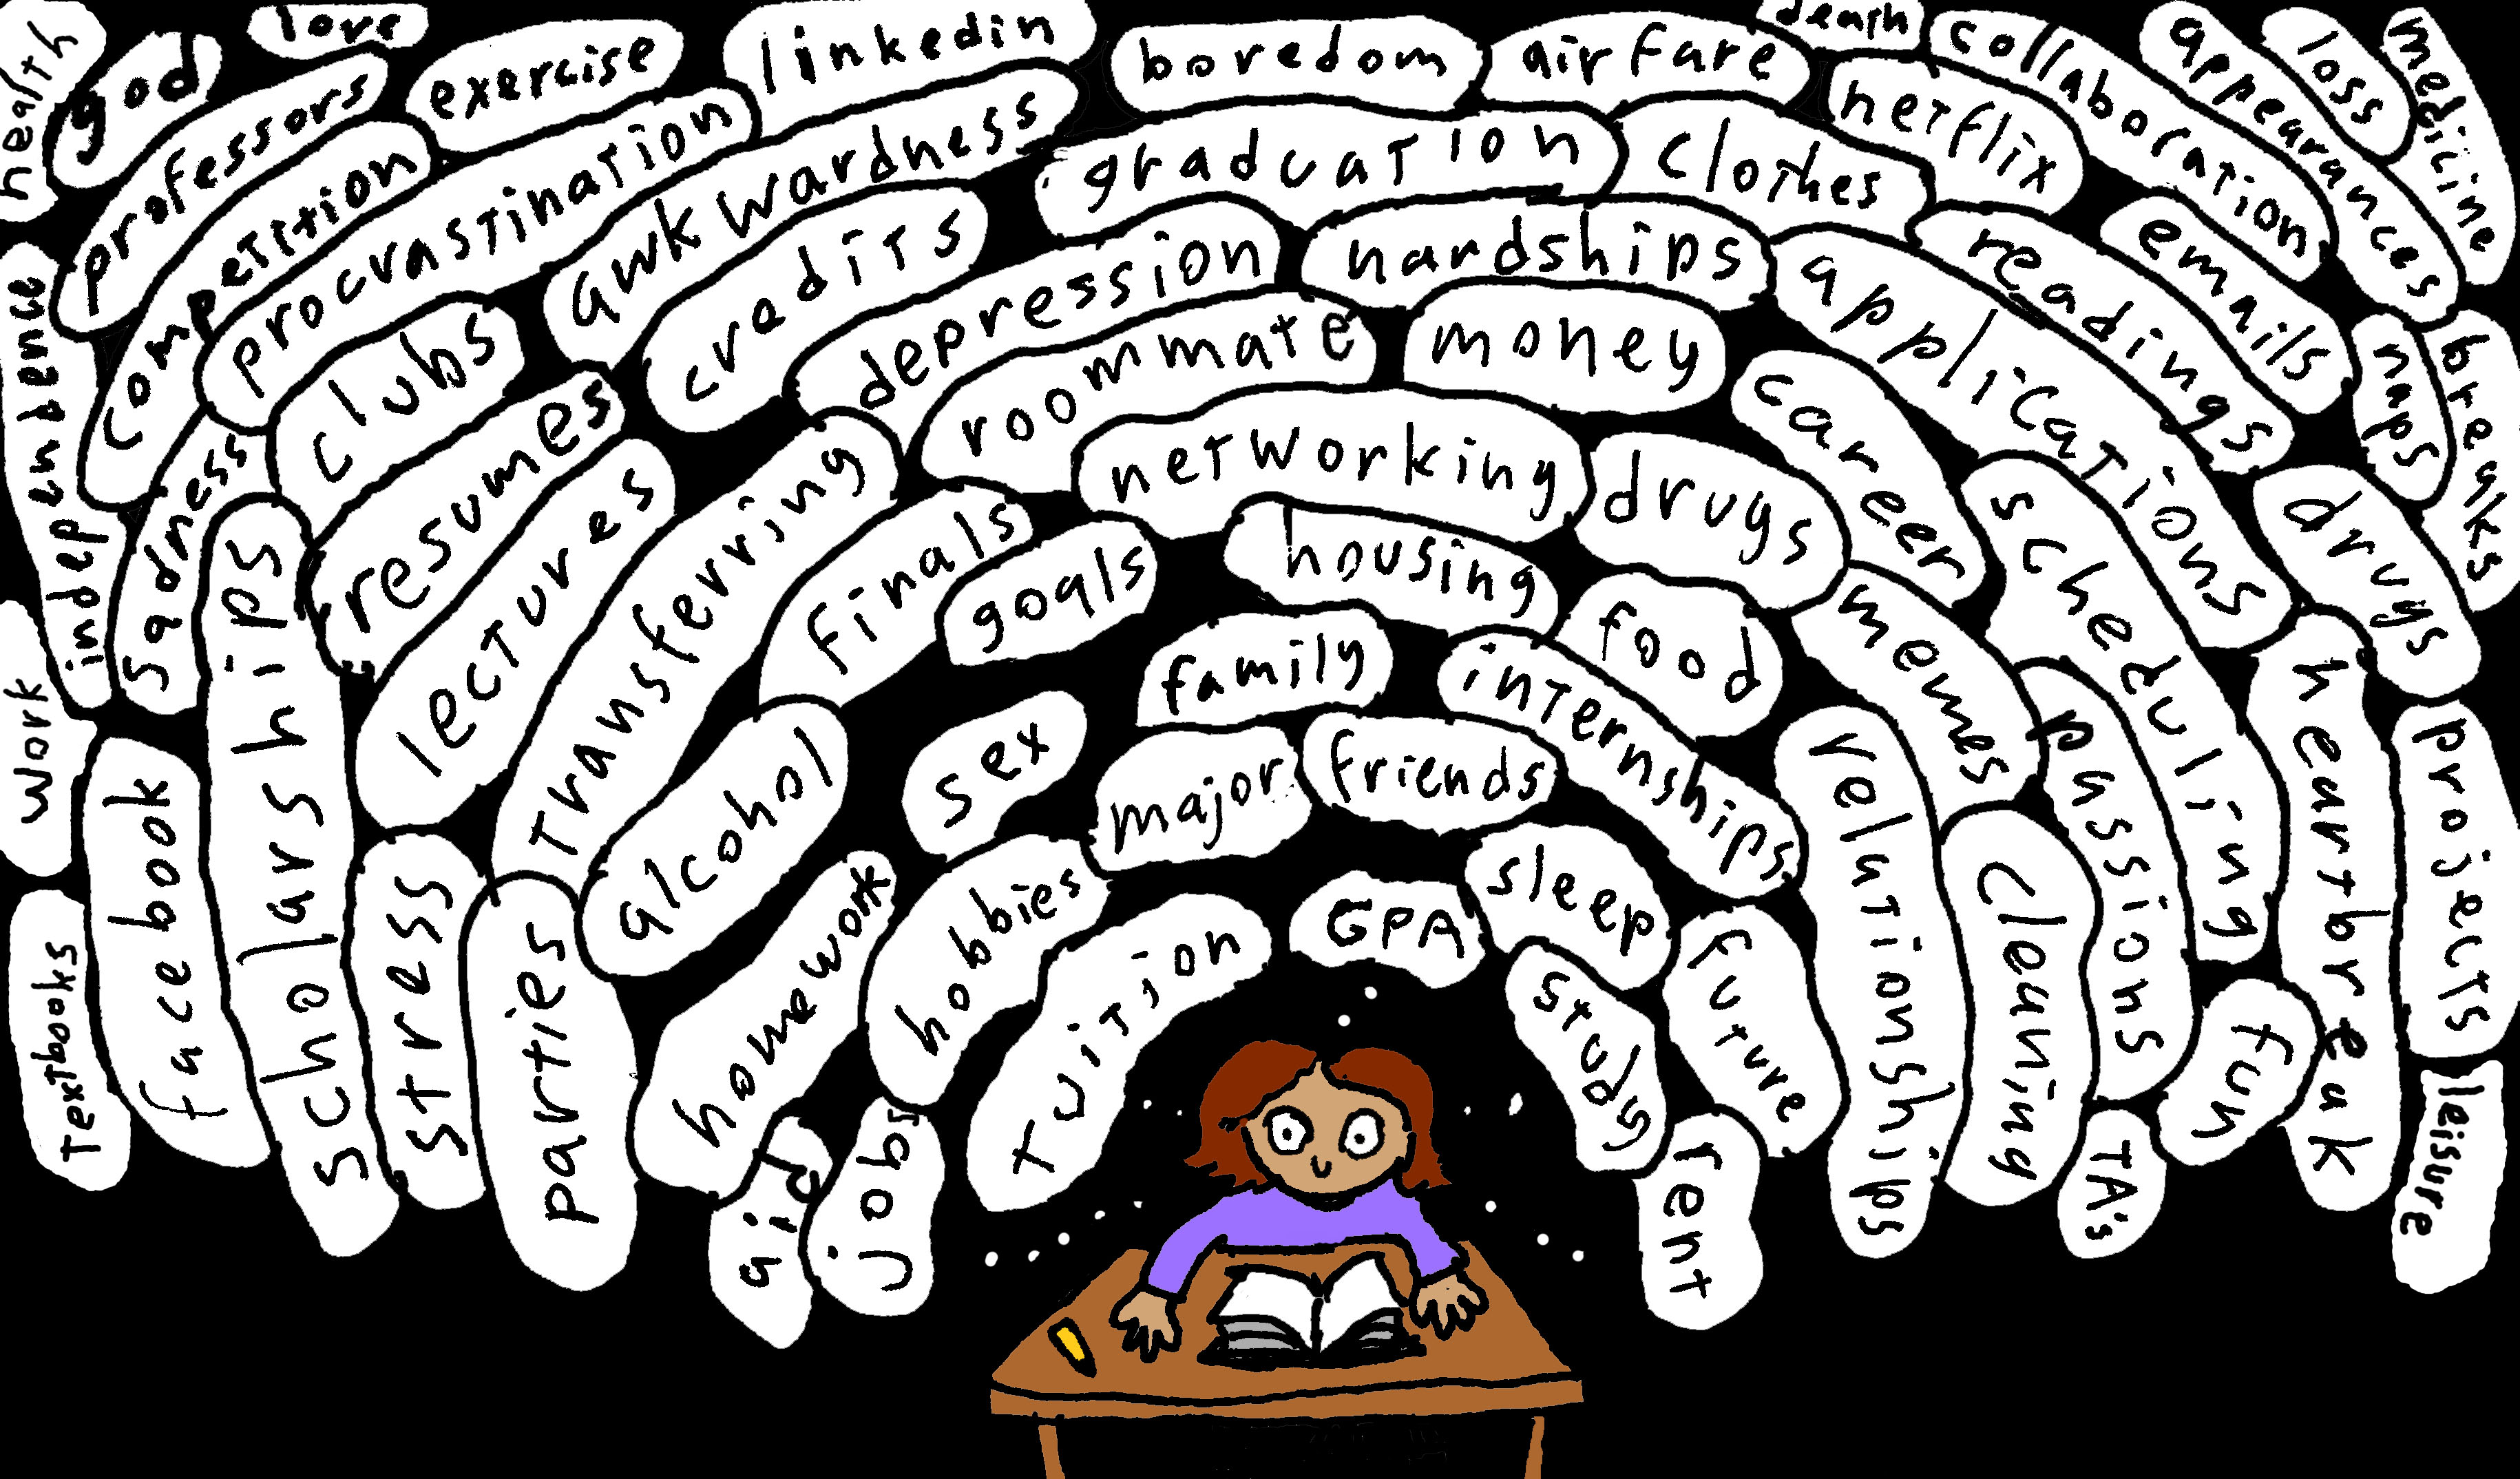 health
god
love
exercise
linkedin
boredom
airfare
death
collaboration
appearances
loss
medicine
professors
competition
procrastination
awkwardness
graduation
clothes
netflix
independence
sadness
clubs
credits
depression
hardships
applications
readings
emails
naps
breaks
resumes
lectures
transferring
roommate
money
career
scheduling
drugs
scholarships
finals
goals
networking
housing
drugs
food
memes
passions
heartbreak
projects
work
facebook
textbooks
stress
parties
alcohol
sex
family
major
friends
internships
relationships
cleaning
fun
leisure
homework
hobbies
tuition
GPA
sleep
study
future
rent
TA's
aid
jobs